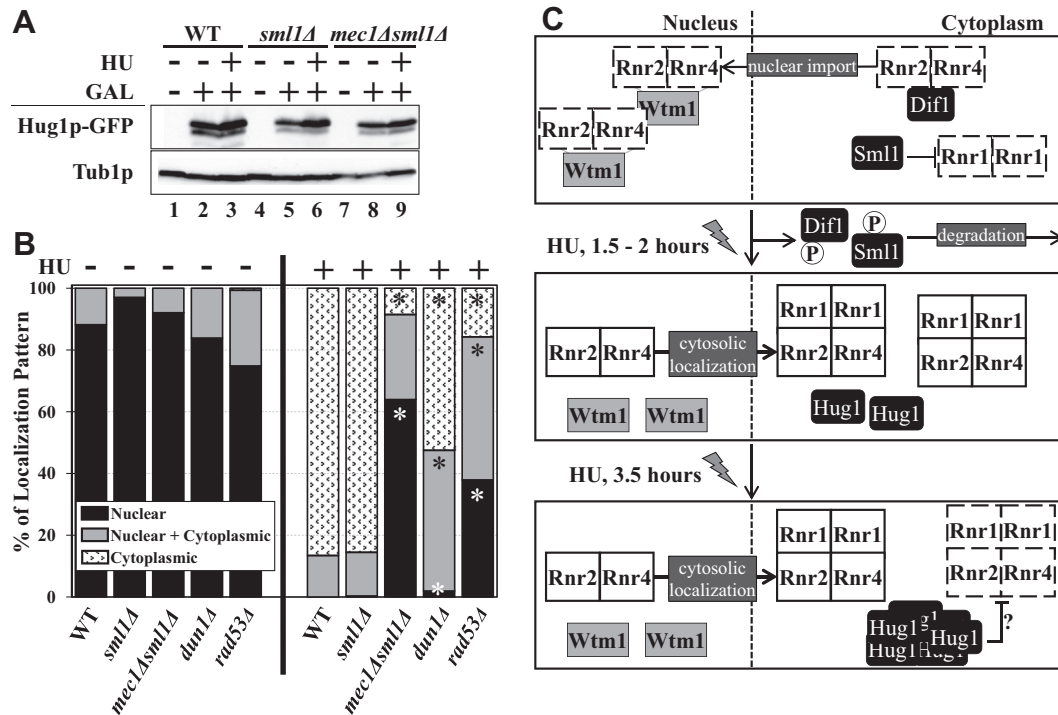 A
WT sml1Δ mec1Δsml1Δ
HU - - + - - + - - +
GAL - + + - + + - + +
Hug1p-GFP
Tub1p
1 2 3 4 5 6 7 8 9
B
HU - - - - - + + + + +
100
80
60
40
20
0
% of Localization Pattern
* * *
* *
* * *
Nuclear
Nuclear + Cytoplasmic
Cytoplasmic
WT sml1Δ mec1Δsml1Δ dun1Δ rad53Δ WT sml1Δ mec1Δsml1Δ dun1Δ rad53Δ
C
Nucleus Cytoplasm
Rnr2 Rnr4 nuclear import Rnr2 Rnr4
Wtm1 Dif1
Rnr2 Rnr4
Wtm1
Sml1 Rnr1 Rnr1
HU, 1.5 - 2 hours
Dif1 P
P Sml1
degradation
Rnr1 Rnr1
Rnr2 Rnr4
Rnr1 Rnr1
Rnr2 Rnr4
Rnr2 Rnr4
cytosolic
localization
Wtm1 Wtm1
Hug1 Hug1
HU, 3.5 hours
Rnr1 Rnr1
Rnr2 Rnr4
Rnr1 Rnr1
Rnr2 Rnr4
Rnr2 Rnr4
cytosolic
localization
Wtm1 Wtm1
Hug1 Hug1
Hug1
?